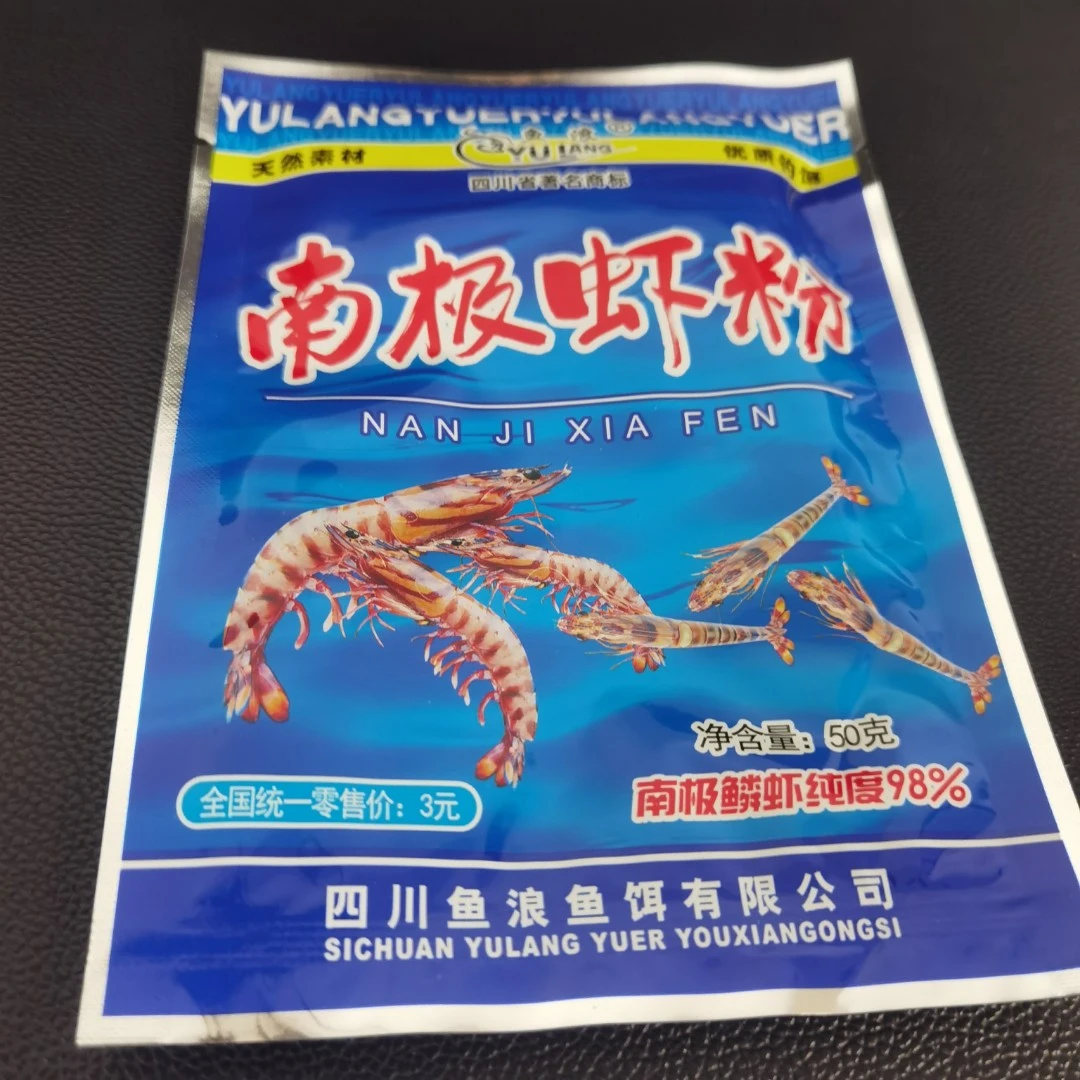 YULANGYUER·YULANGYUER
天然素材
鱼浪®
YULANG
优质钓饵
四川省著名商标
南极虾粉
NAN JI XIA FEN
净含量：50克
南极鳞虾纯度98%
全国统一零售价：3元
四川鱼浪鱼饵有限公司
SICHUAN YULANG YUER YOUXIANGONGSI